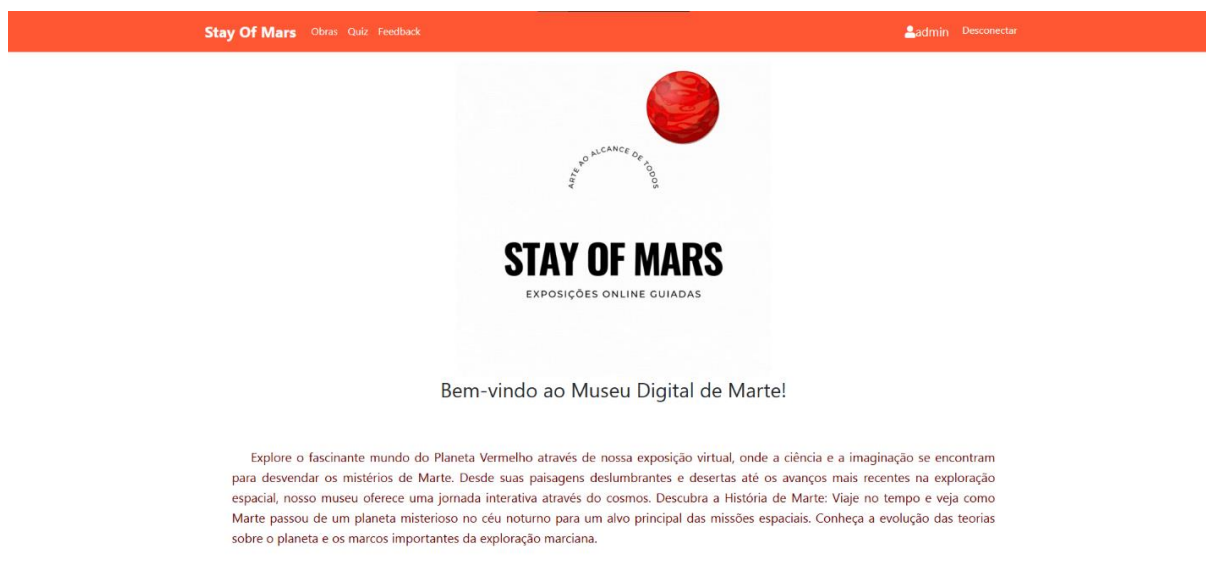 Stay Of Mars Obras Quiz Feedback admin Desconectar
ARTE AO ALCANCE DE TODOS
STAY OF MARS
EXPOSIÇÕES ONLINE GUIADAS
Bem-vindo ao Museu Digital de Marte!
Explore o fascinante mundo do Planeta Vermelho através de nossa exposição virtual, onde a ciência e a imaginação se encontram
para desvendar os mistérios de Marte. Desde suas paisagens deslumbrantes e desertas até os avanços mais recentes na exploração
espacial, nosso museu oferece uma jornada interativa através do cosmos. Descubra a História de Marte: Viaje no tempo e veja como
Marte passou de um planeta misterioso no céu noturno para um alvo principal das missões espaciais. Conheça a evolução das teorias
sobre o planeta e os marcos importantes da exploração marciana.